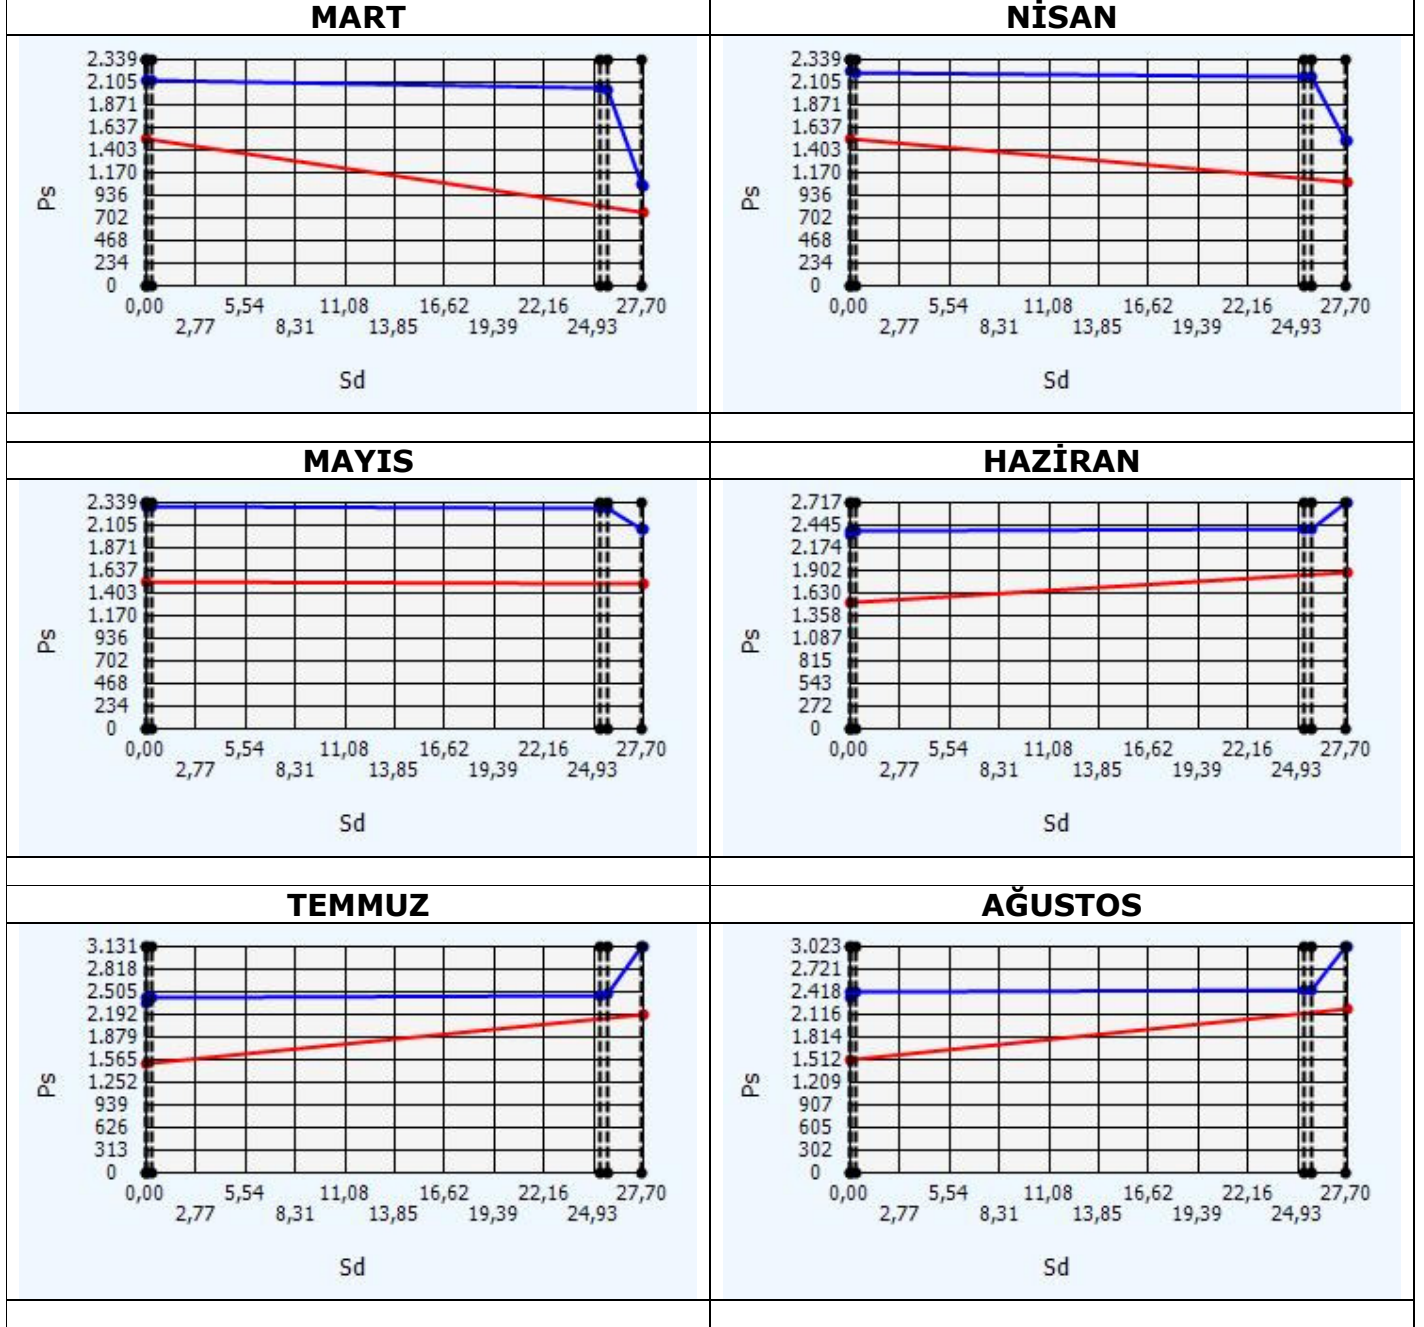 MART
2.339
2.105
1.871
1.637
1.403
1.170
936
702
468
234
0
Ps
0,00 5,54 11,08 16,62 22,16 27,70
2,77 8,31 13,85 19,39 24,93
Sd
NİSAN
2.339
2.105
1.871
1.637
1.403
1.170
936
702
468
234
0
Ps
0,00 5,54 11,08 16,62 22,16 27,70
2,77 8,31 13,85 19,39 24,93
Sd
MAYIS
2.339
2.105
1.871
1.637
1.403
1.170
936
702
468
234
0
Ps
0,00 5,54 11,08 16,62 22,16 27,70
2,77 8,31 13,85 19,39 24,93
Sd
HAZİRAN
2.717
2.445
2.174
1.902
1.630
1.358
1.087
815
543
272
0
Ps
0,00 5,54 11,08 16,62 22,16 27,70
2,77 8,31 13,85 19,39 24,93
Sd
TEMMUZ
3.131
2.818
2.505
2.192
1.879
1.565
1.252
939
626
313
0
Ps
0,00 5,54 11,08 16,62 22,16 27,70
2,77 8,31 13,85 19,39 24,93
Sd
AĞUSTOS
3.023
2.721
2.418
2.116
1.814
1.512
1.209
907
605
302
0
Ps
0,00 5,54 11,08 16,62 22,16 27,70
2,77 8,31 13,85 19,39 24,93
Sd